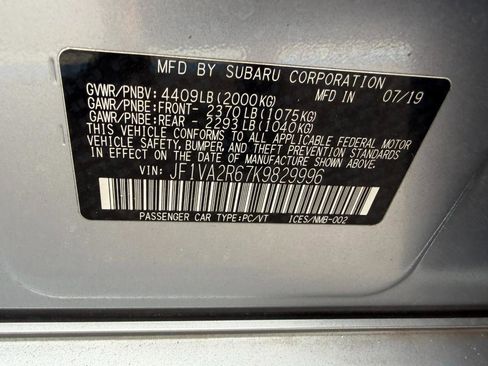 MFD BY SUBARU CORPORATION
GVWR/PNBV: 4409LB(2000KG) MADE IN 07/19
GAWR/PNBE: FRONT- 2370LB(1075KG)
GAWR/PNBE: REAR - 2293LB(1040KG)
THIS VEHICLE CONFORMS TO ALL APPLICABLE FEDERAL MOTOR
VEHICLE SAFETY, BUMPER, AND THEFT PREVENTION STANDARDS
IN EFFECT ON THE DATE OF MANUFACTURE SHOWN ABOVE.
VIN: JF1VA2R67K9829996
PASSENGER CAR TYPE:PC/VT ICES/NMB-002